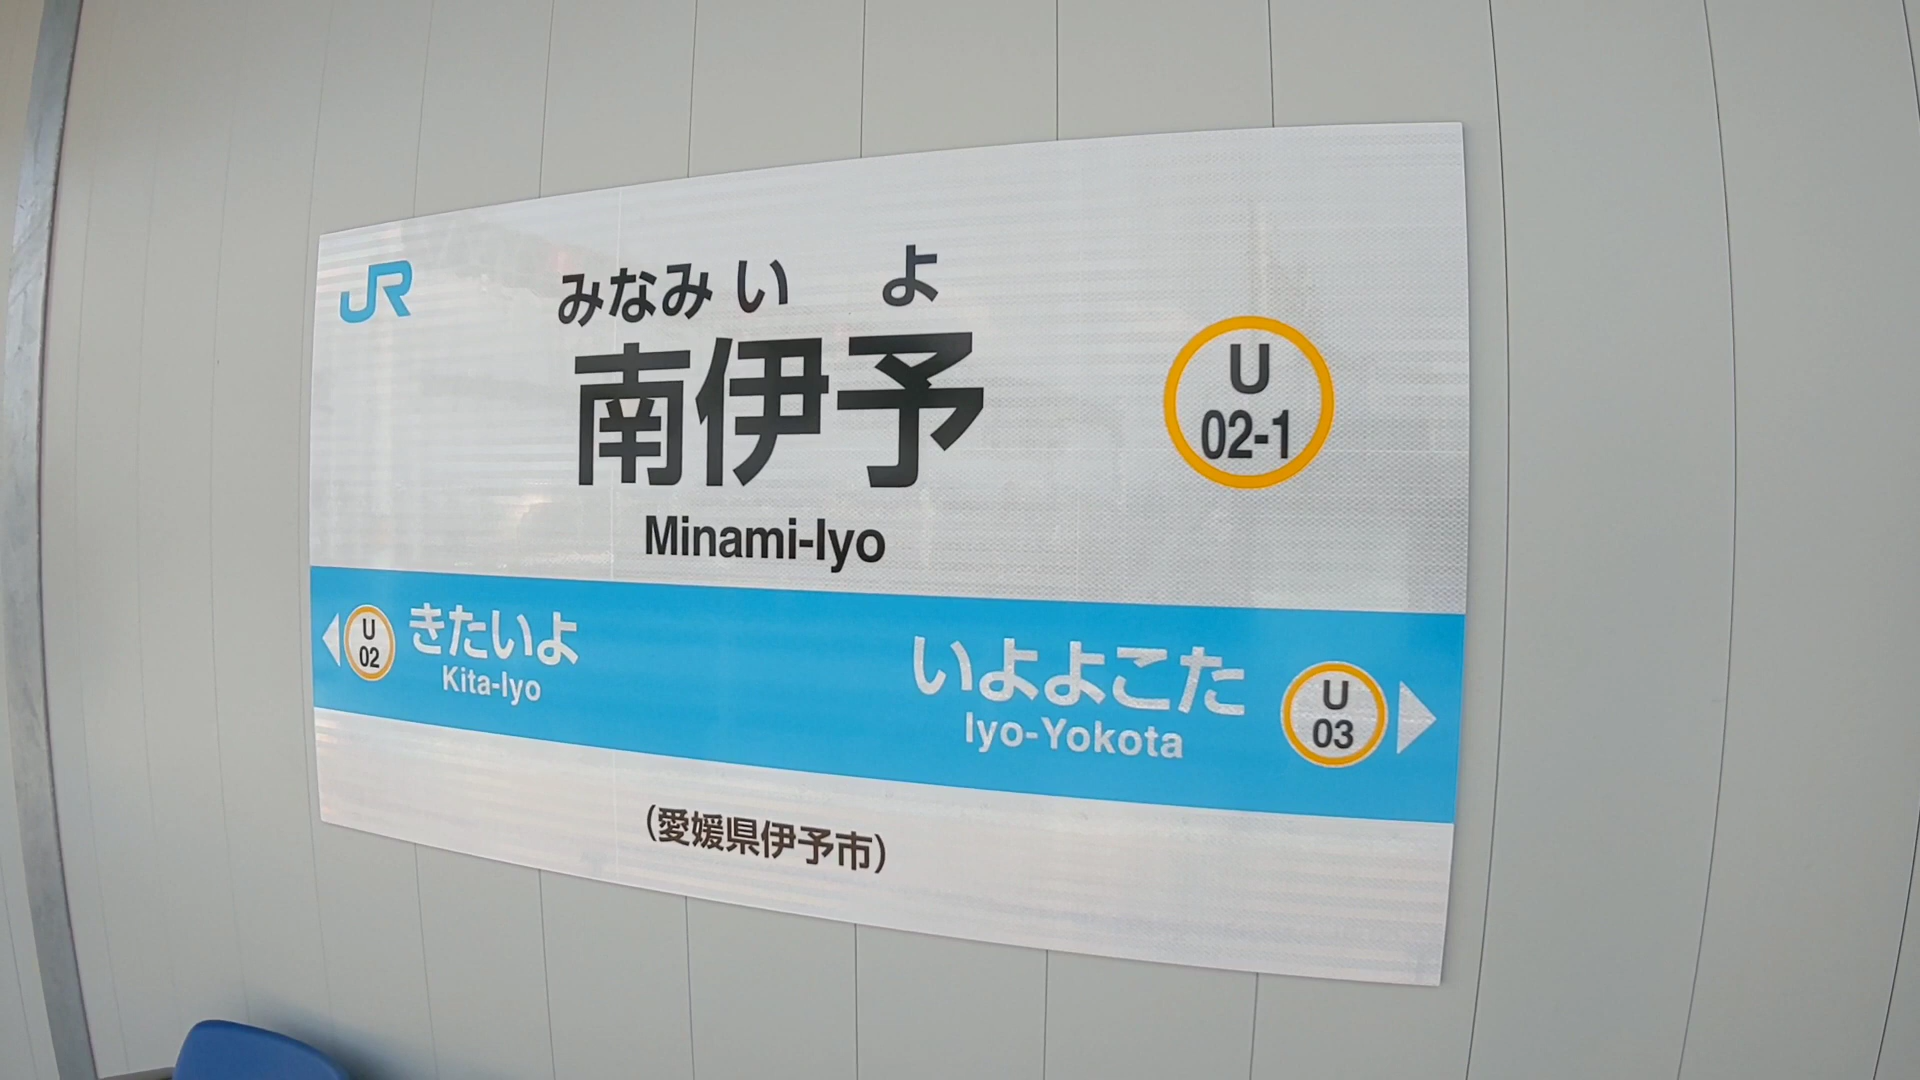 JR
みなみ い よ
南伊予
Minami-Iyo
U
02-1
U
02
きたいよ
Kita-Iyo
いよよこた
Iyo-Yokota
U
03
(愛媛県伊予市)